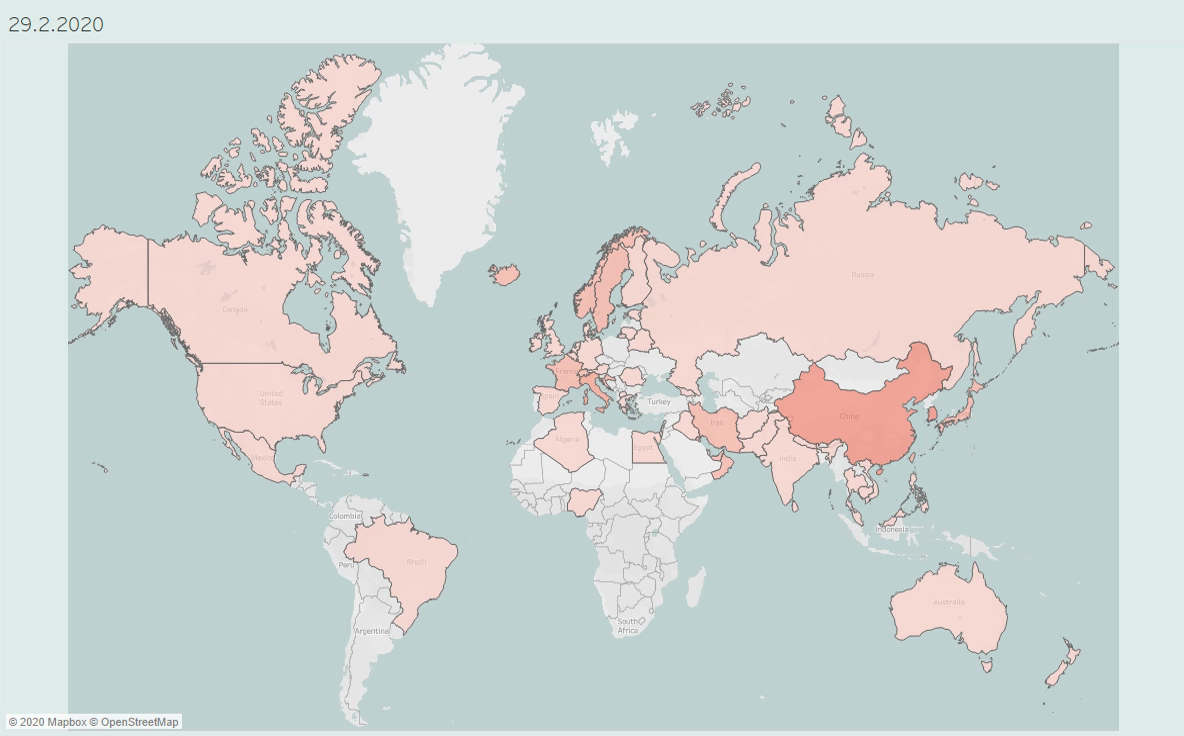 29.2.2020
Russia
Canada
United
States
France
Spain
Turkey
China
Iran
Algeria
Egypt
Mexico
India
Colombia
Indonesia
Brazil
Peru
Australia
Argentina
South
Africa
© 2020 Mapbox © OpenStreetMap